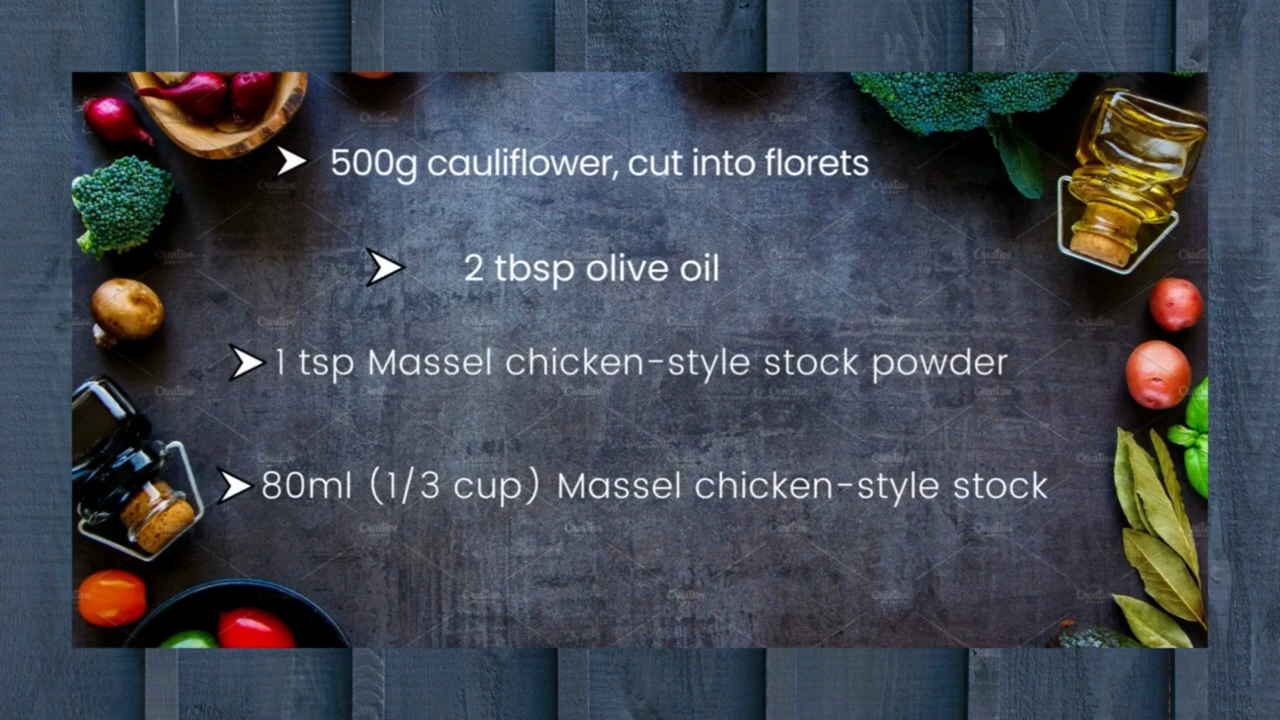 500g cauliflower, cut into florets
2 tbsp olive oil
1 tsp Massel chicken-style stock powder
80ml (1/3 cup) Massel chicken-style stock